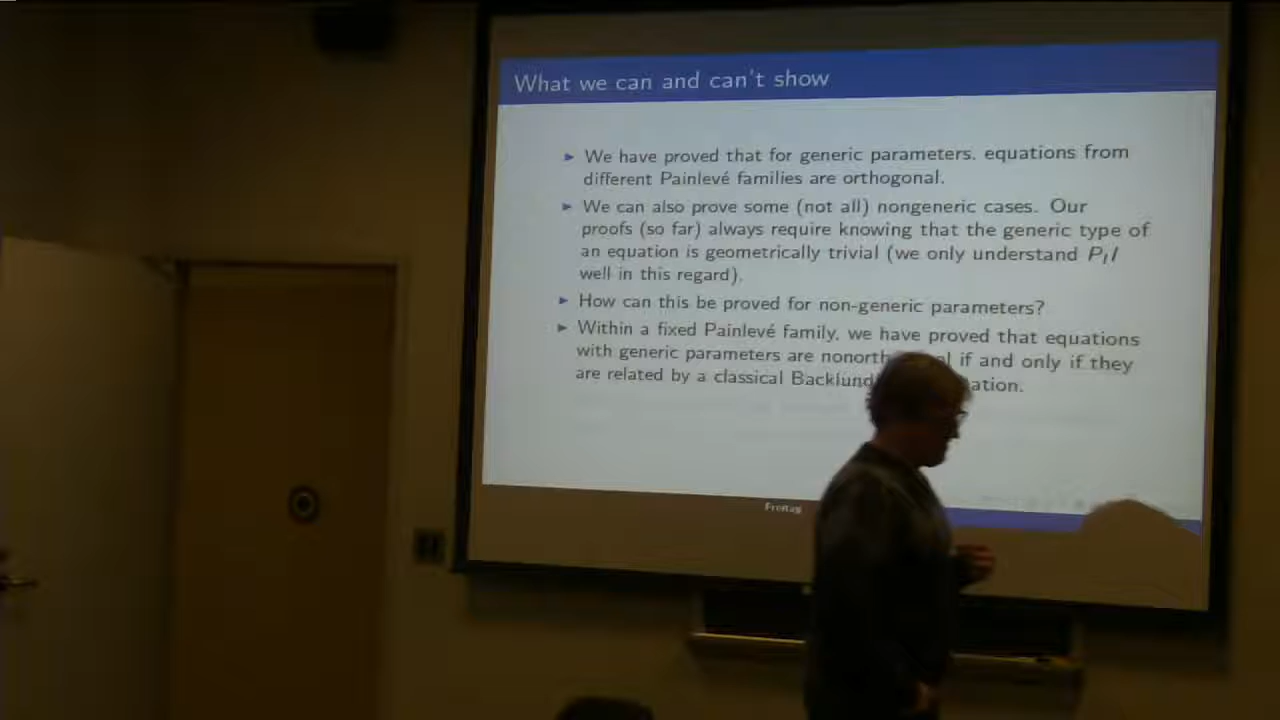 What we can and can't show
► We have proved that for generic parameters, equations from
different Painlevé families are orthogonal.
► We can also prove some (not all) nongeneric cases. Our
proofs (so far) always require knowing that the generic type of
an equation is geometrically trivial (we only understand P_II
well in this regard).
► How can this be proved for non-generic parameters?
► Within a fixed Painlevé family, we have proved that equations
with generic parameters are nonorth al if and only if they
are related by a classical Backlund ation.
Freitag